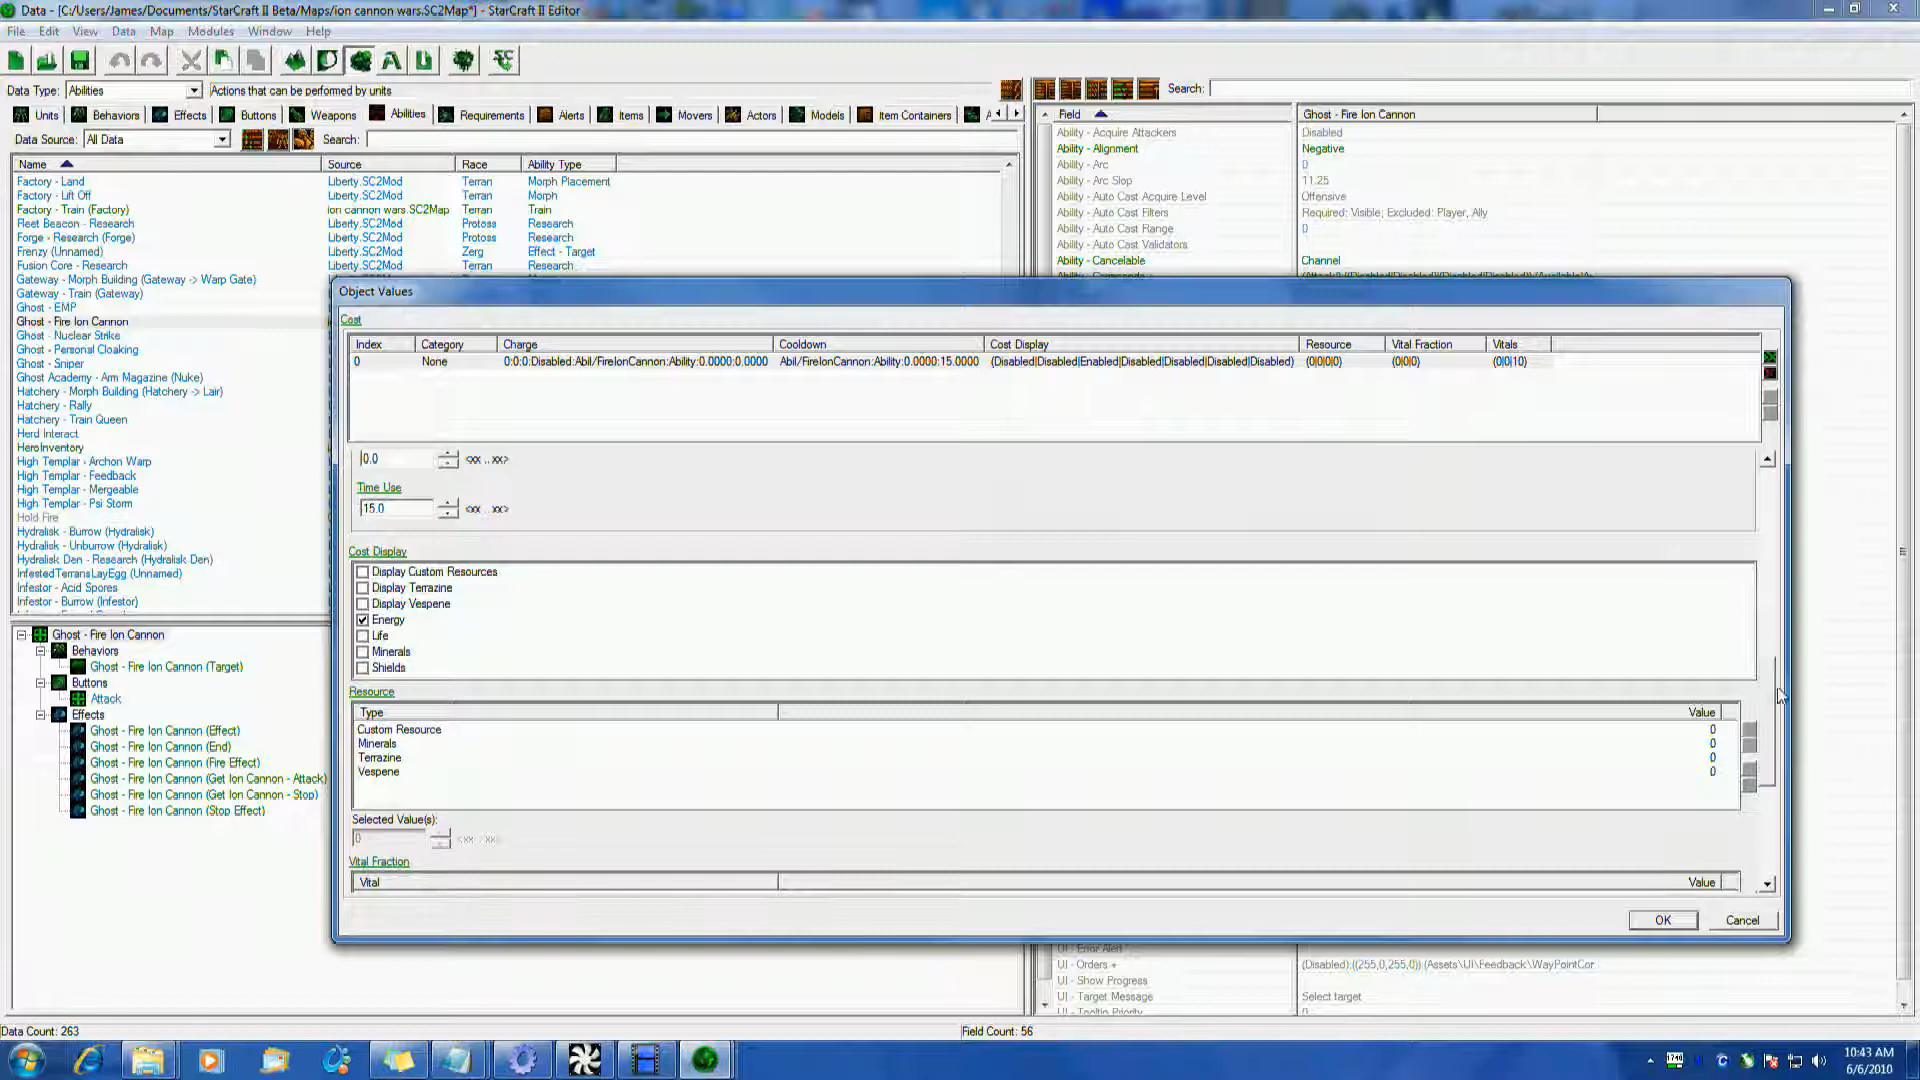 Data - [C:/Users/James/Documents/StarCraft II Beta/Maps/ion cannon wars.SC2Map*] - StarCraft II Editor
File Edit View Data Map Modules Window Help
Data Type: Abilities Actions that can be performed by units
Search:
Units Behaviors Effects Buttons Weapons Abilities Requirements Alerts Items Movers Actors Models Item Containers A
Data Source: All Data Search:
Name Source Race Ability Type
Factory - Land Liberty.SC2Mod Terran Morph Placement
Factory - Lift Off Liberty.SC2Mod Terran Morph
Factory - Train (Factory) ion cannon wars.SC2Map Terran Train
Fleet Beacon - Research Liberty.SC2Mod Protoss Research
Forge - Research (Forge) Liberty.SC2Mod Protoss Research
Frenzy (Unnamed) Liberty.SC2Mod Zerg Effect - Target
Fusion Core - Research Liberty.SC2Mod Terran Research
Gateway - Morph Building (Gateway -> Warp Gate)
Gateway - Train (Gateway)
Ghost - EMP
Ghost - Fire Ion Cannon
Ghost - Nuclear Strike
Ghost - Personal Cloaking
Ghost - Sniper
Ghost Academy - Arm Magazine (Nuke)
Hatchery - Morph Building (Hatchery -> Lair)
Hatchery - Rally
Hatchery - Train Queen
Herd Interact
HeroInventory
High Templar - Archon Warp
High Templar - Feedback
High Templar - Mergeable
High Templar - Psi Storm
Hold Fire
Hydralisk - Burrow (Hydralisk)
Hydralisk - Unburrow (Hydralisk)
Hydralisk Den - Research (Hydralisk Den)
InfestedTerransLayEgg (Unnamed)
Infestor - Acid Spores
Infestor - Burrow (Infestor)
Ghost - Fire Ion Cannon
Behaviors
Ghost - Fire Ion Cannon (Target)
Buttons
Attack
Effects
Ghost - Fire Ion Cannon (Effect)
Ghost - Fire Ion Cannon (End)
Ghost - Fire Ion Cannon (Fire Effect)
Ghost - Fire Ion Cannon (Get Ion Cannon - Attack)
Ghost - Fire Ion Cannon (Get Ion Cannon - Stop)
Ghost - Fire Ion Cannon (Stop Effect)
Field Ghost - Fire Ion Cannon
Ability - Acquire Attackers Disabled
Ability - Alignment Negative
Ability - Arc 0
Ability - Arc Slop 11.25
Ability - Auto Cast Acquire Level Offensive
Ability - Auto Cast Filters Required: Visible; Excluded: Player, Ally
Ability - Auto Cast Range 0
Ability - Auto Cast Validators
Ability - Cancelable Channel
Object Values
Cost
Index Category Charge Cooldown Cost Display Resource Vital Fraction Vitals
0 None 0:0:0:Disabled:Abil/FireIonCannon:Ability:0.0000:0.0000 Abil/FireIonCannon:Ability:0.0000:15.0000 (Disabled|Disabled|Enabled|Disabled|Disabled|Disabled|Disabled) (0|0|0|0) (0|0|0) (0|0|10)
0.0 <xx .. xx>
Time Use
15.0 <xx .. xx>
Cost Display
Display Custom Resources
Display Terrazine
Display Vespene
Energy
Life
Minerals
Shields
Resource
Type Value
Custom Resource 0
Minerals 0
Terrazine 0
Vespene 0
Selected Value(s):
0 <xx .. xx>
Vital Fraction
Vital Value
OK Cancel
UI - Error Alert
UI - Orders + (Disabled):((255,0,255,0)):(Assets\UI\Feedback\WayPointCor
UI - Show Progress
UI - Target Message Select target
UI - Tooltip Priority 0
Data Count: 263 Field Count: 56
10:43 AM
6/6/2010